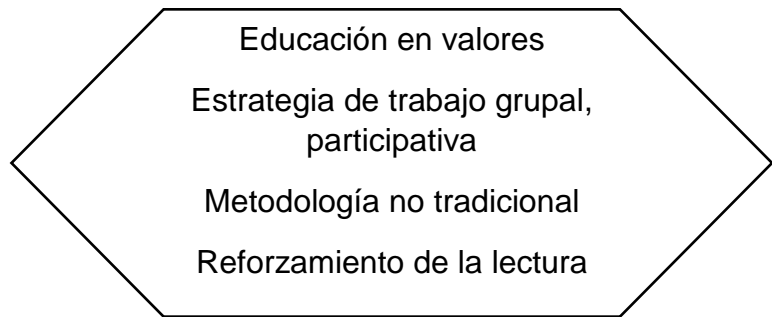 Educación en valores
Estrategia de trabajo grupal,
participativa
Metodología no tradicional
Reforzamiento de la lectura